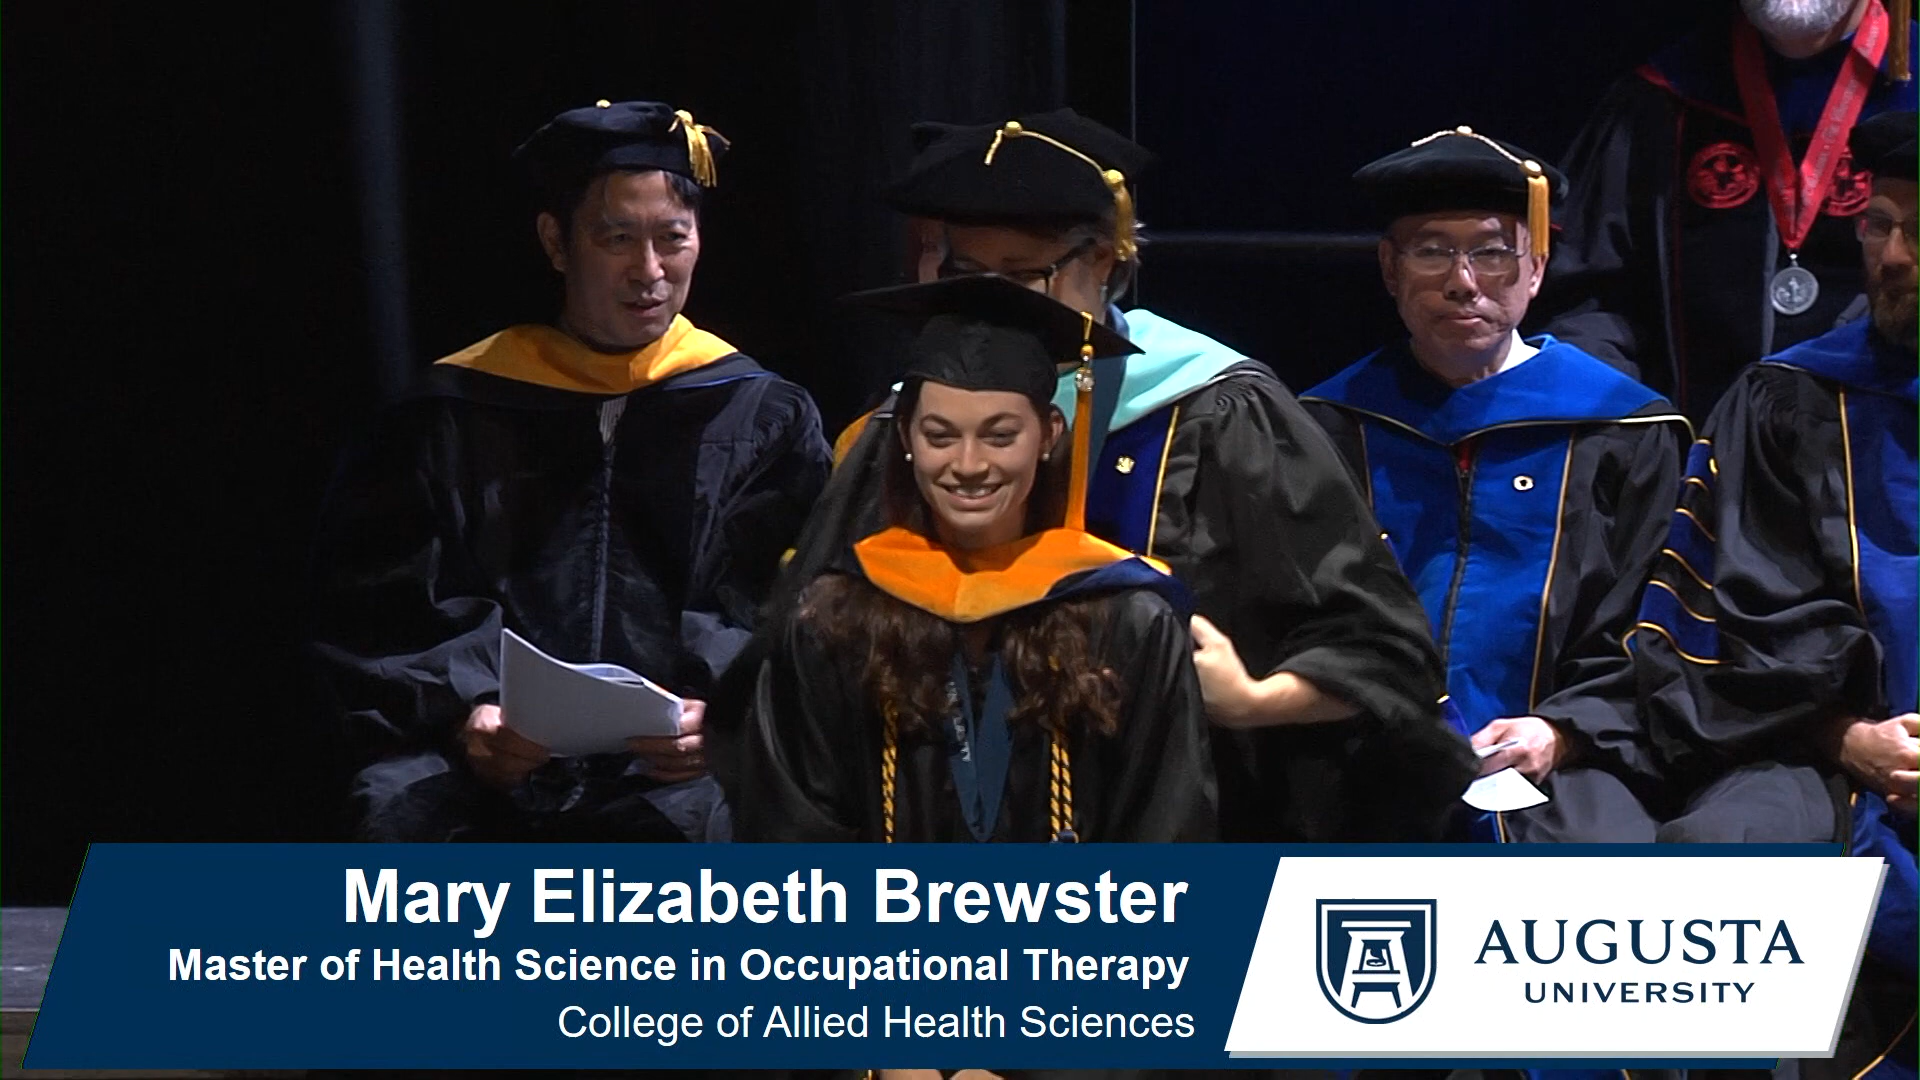 Mary Elizabeth Brewster
Master of Health Science in Occupational Therapy
College of Allied Health Sciences
AUGUSTA
UNIVERSITY